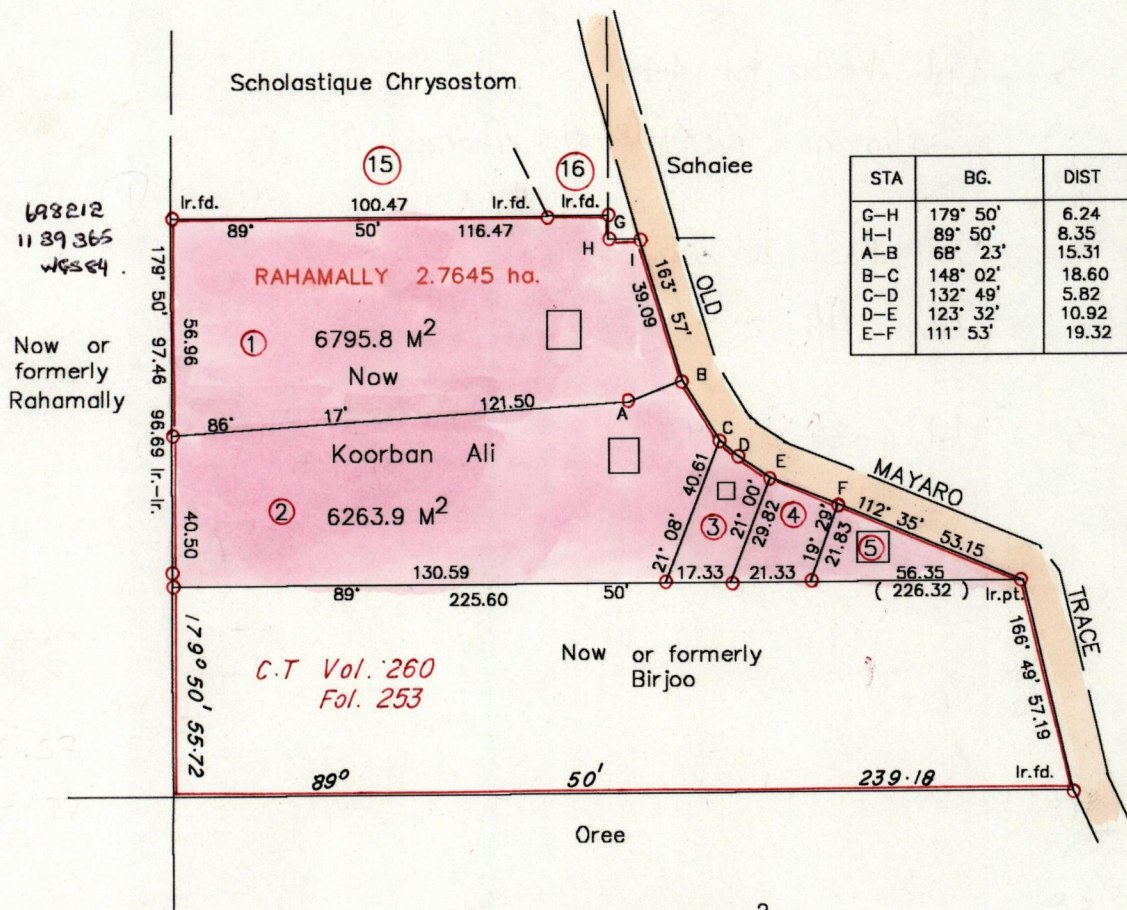 Scholastique Chrysostom
15
16
Sahaiee
Ir.fd.
100.47
Ir.fd.
Ir.fd.
G
89° 50' 116.47
H
I
698212
1139365
WGS84.
STA BG. DIST
G-H 179° 50' 6.24
H-I 89° 50' 8.35
A-B 68° 23' 15.31
B-C 148° 02' 18.60
C-D 132° 49' 5.82
D-E 123° 32' 10.92
E-F 111° 53' 19.32
RAHAMALLY 2.7645 ha.
179° 50' 97.46
56.96
163° 57'
39.09
OLD
Now or
formerly
Rahamally
1
6795.8 M²
Now
B
A
86° 17' 121.50
96.69 Ir.-Ir.
Koorban Ali
C
D
E
MAYARO
2
6263.9 M²
40.50
40.61
21° 08'
3
21° 00'
29.82
4
F
19° 29'
21.83
112° 35' 53.15
5
130.59
17.33
21.33
56.35
89° 225.60 50'
( 226.32 )
Ir.pt.
TRACE
179° 50' 55.72
C.T Vol. 260
Fol. 253
Now or formerly
Birjoo
166° 49' 57.19
89° 50' 239.18
Ir.fd.
Oree
2